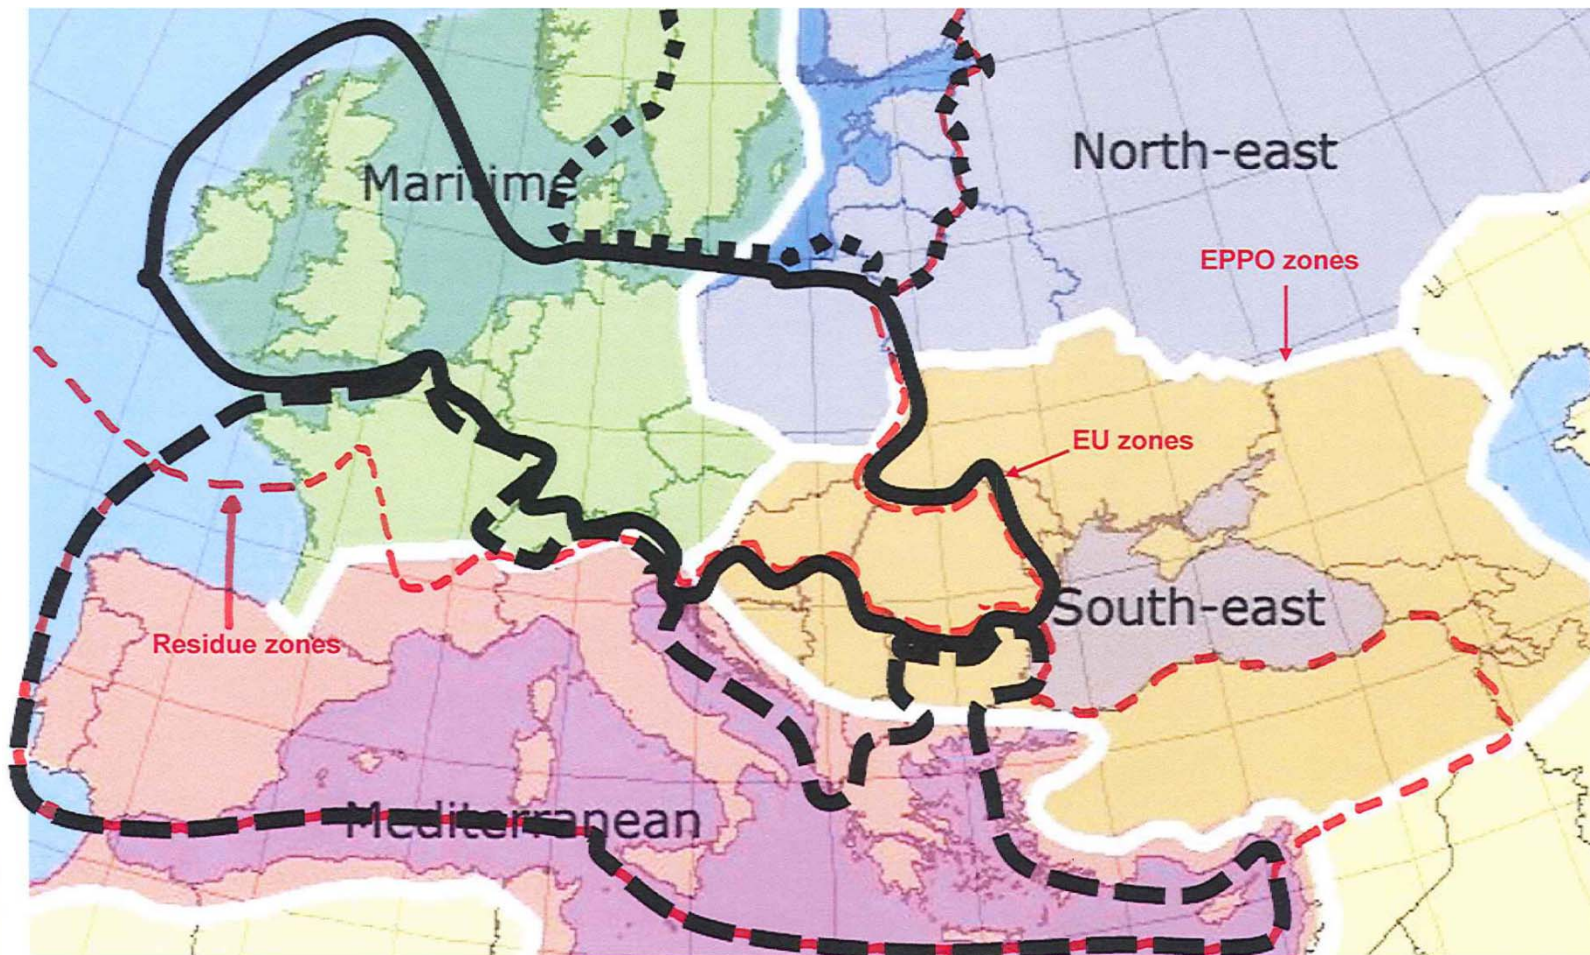 North-east
Maritime
EPPO zones
EU zones
South-east
Residue zones
Mediterranean